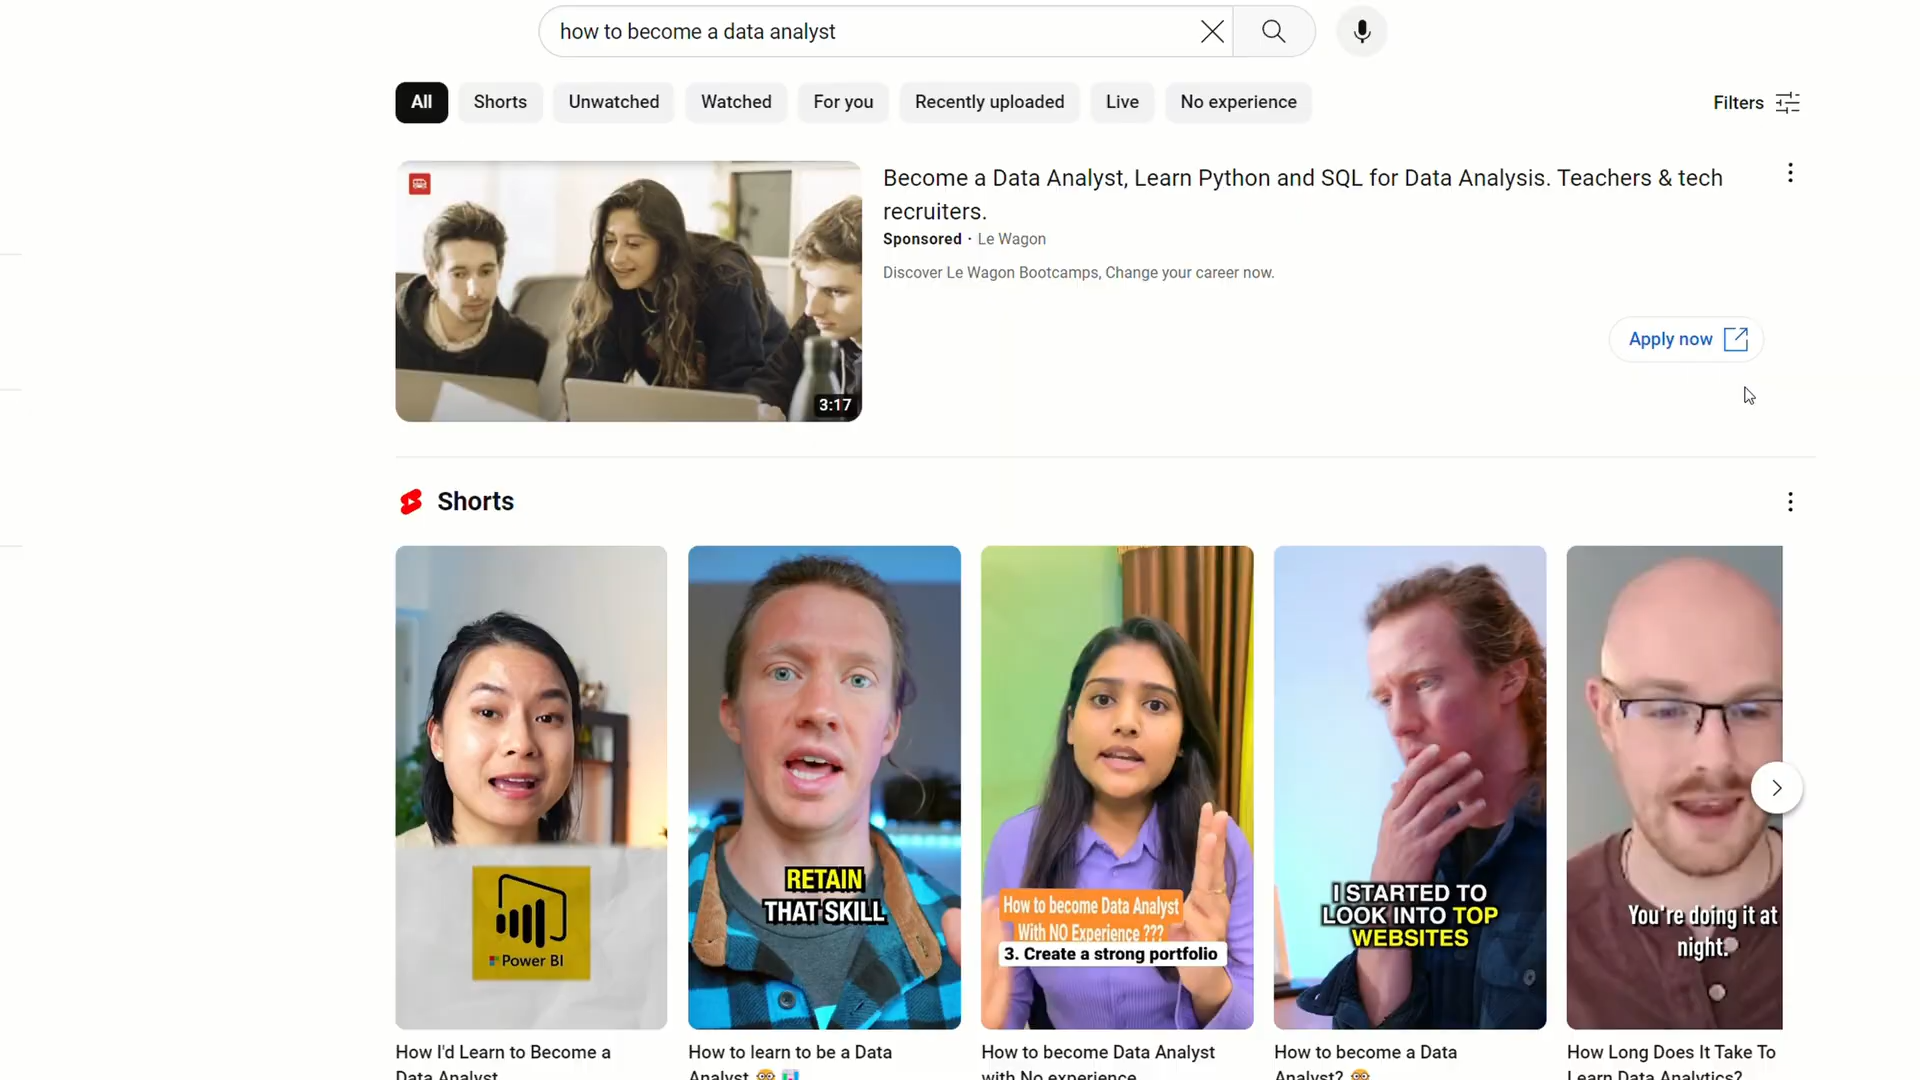 how to become a data analyst
All
Shorts
Unwatched
Watched
For you
Recently uploaded
Live
No experience
Filters
Become a Data Analyst, Learn Python and SQL for Data Analysis. Teachers & tech
recruiters.
Sponsored · Le Wagon
Discover Le Wagon Bootcamps, Change your career now.
Apply now
3:17
Shorts
Power BI
RETAIN
THAT SKILL
How to become Data Analyst
With NO Experience ???
3. Create a strong portfolio
I STARTED TO
LOOK INTO TOP
WEBSITES
You're doing it at
night.
How I'd Learn to Become a
Data Analyst
How to learn to be a Data
Analyst 🤓 📊
How to become Data Analyst
with No experience
How to become a Data
Analyst? 🤓
How Long Does It Take To
Learn Data Analytics?